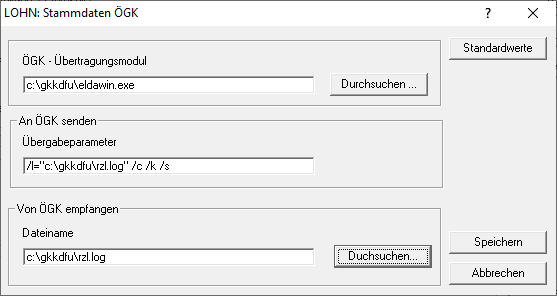 LOHN: Stammdaten ÖGK
Standardwerte
ÖGK - Übertragungsmodul
c:\gkkdfu\eldawin.exe
Durchsuchen ...
An ÖGK senden
Übergabeparameter
/l="c:\gkkdfu\rzl.log" /c /k /s
Von ÖGK empfangen
Dateiname
c:\gkkdfu\rzl.log
Duchsuchen...
Speichern
Abbrechen